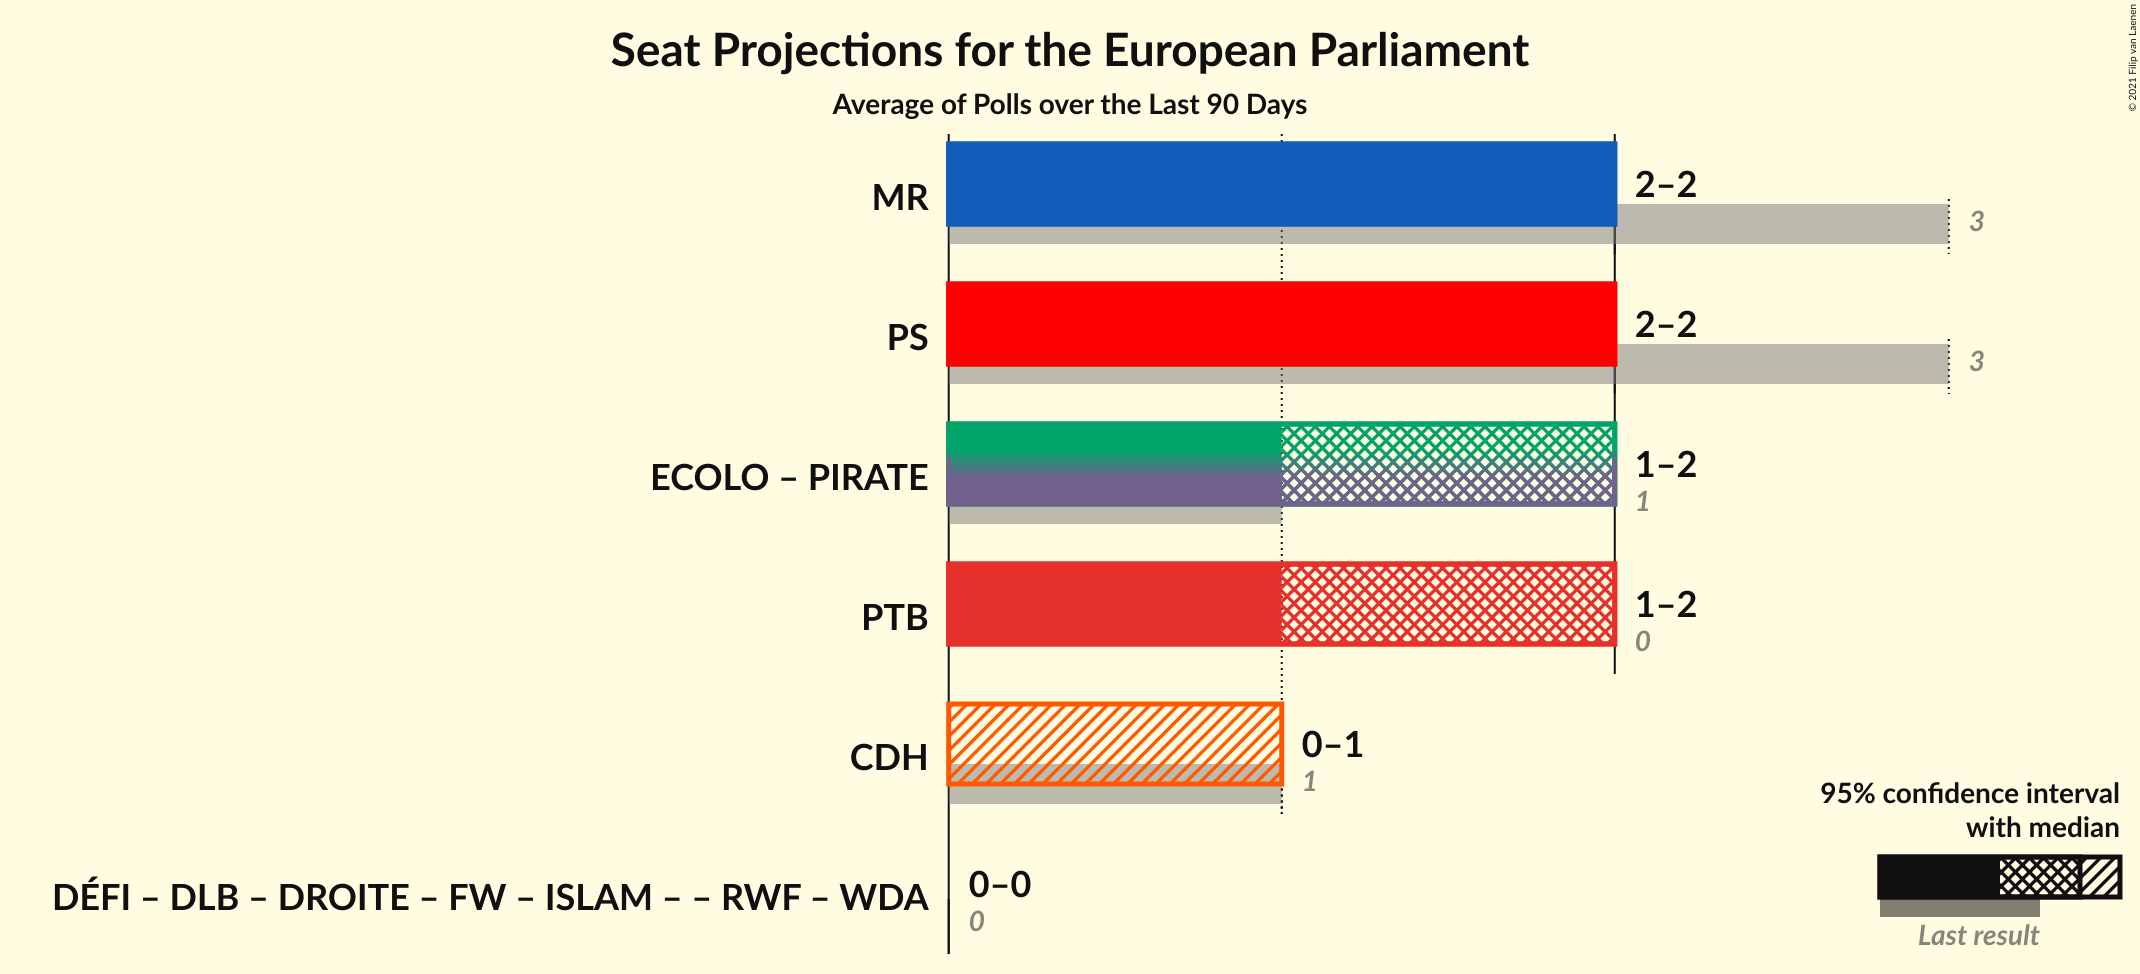 Seat Projections for the European Parliament
Average of Polls over the Last 90 Days
© 2021 Filip van Laenen
MR
2–2
3
PS
2–2
3
ECOLO – PIRATE
1–2
1
PTB
1–2
0
CDH
0–1
1
DÉFI – DLB – DROITE – FW – ISLAM – – RWF – WDA
0–0
0
95% confidence interval
with median
Last result